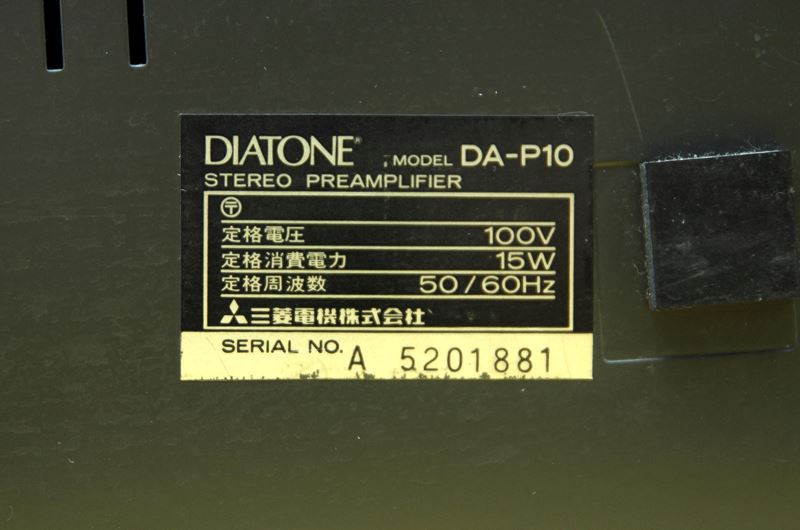 DIATONE® MODEL DA-P10
STEREO PREAMPLIFIER
〒
定格電圧 100V
定格消費電力 15W
定格周波数 50/60Hz
三菱電機株式会社
SERIAL NO. A 5201881